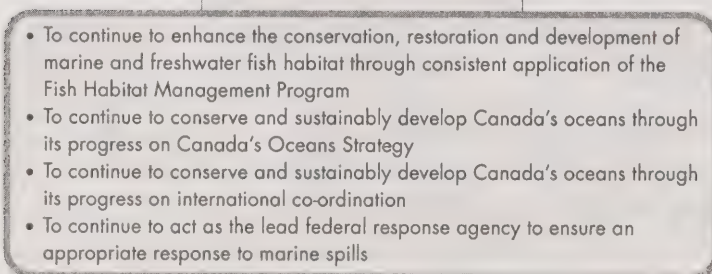 • To continue to enhance the conservation, restoration and development of
marine and freshwater fish habitat through consistent application of the
Fish Habitat Management Program
• To continue to conserve and sustainably develop Canada's oceans through
its progress on Canada's Oceans Strategy
• To continue to conserve and sustainably develop Canada's oceans through
its progress on international co-ordination
• To continue to act as the lead federal response agency to ensure an
appropriate response to marine spills